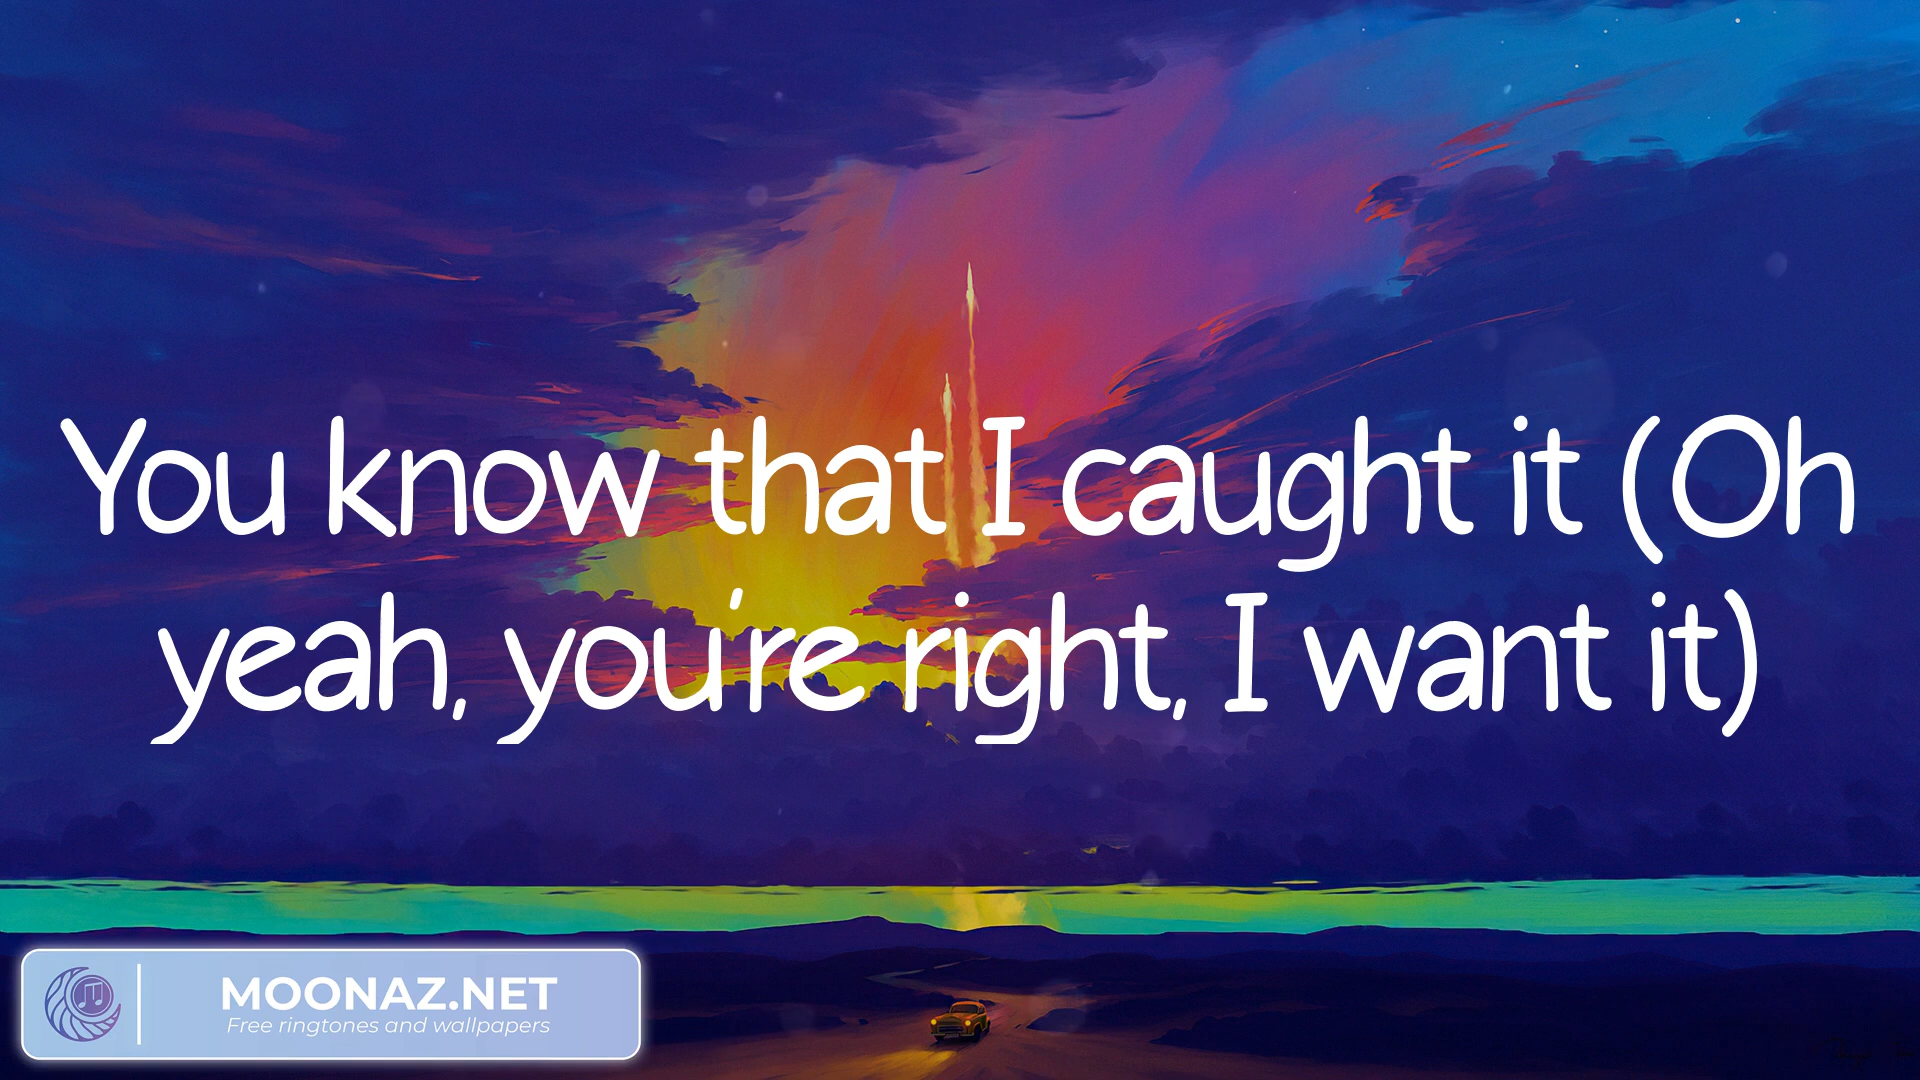 You know that I caught it (Oh
yeah, you're right, I want it)
MOONAZ.NET
Free ringtones and wallpapers